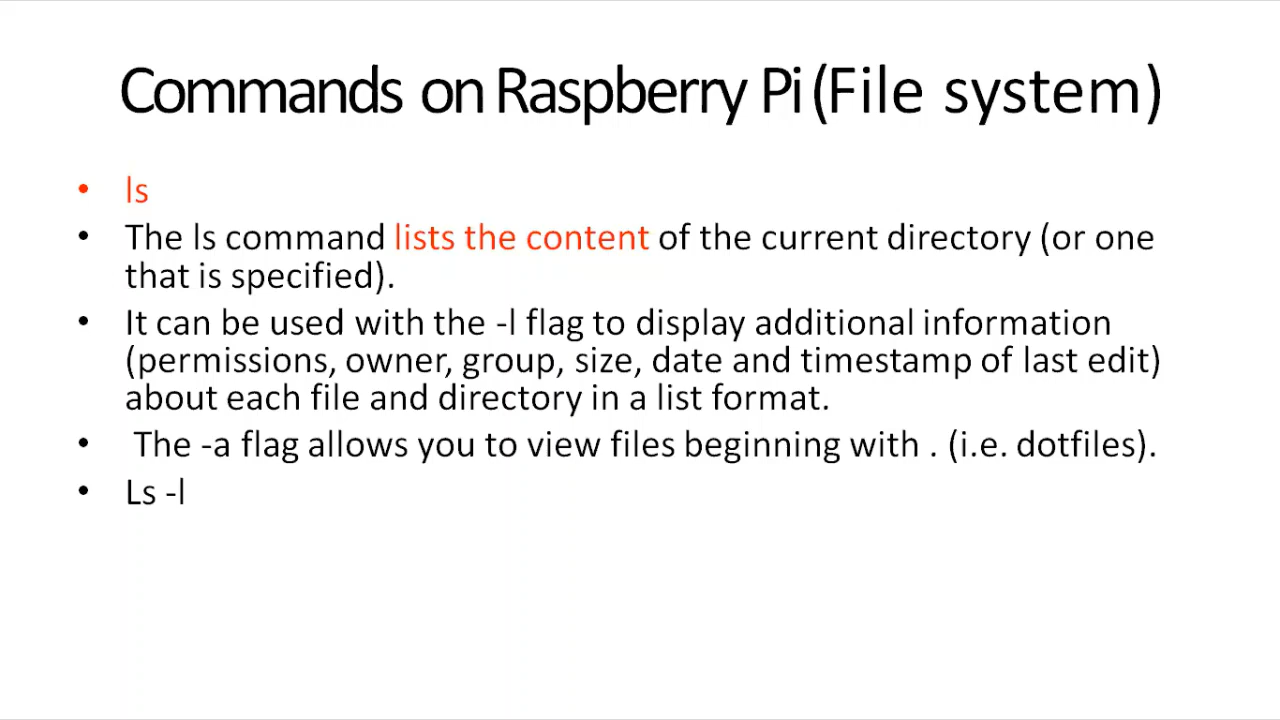 Commands on Raspberry Pi (File system)
• ls
• The ls command lists the content of the current directory (or one
that is specified).
• It can be used with the -l flag to display additional information
(permissions, owner, group, size, date and timestamp of last edit)
about each file and directory in a list format.
• The -a flag allows you to view files beginning with . (i.e. dotfiles).
• Ls -l